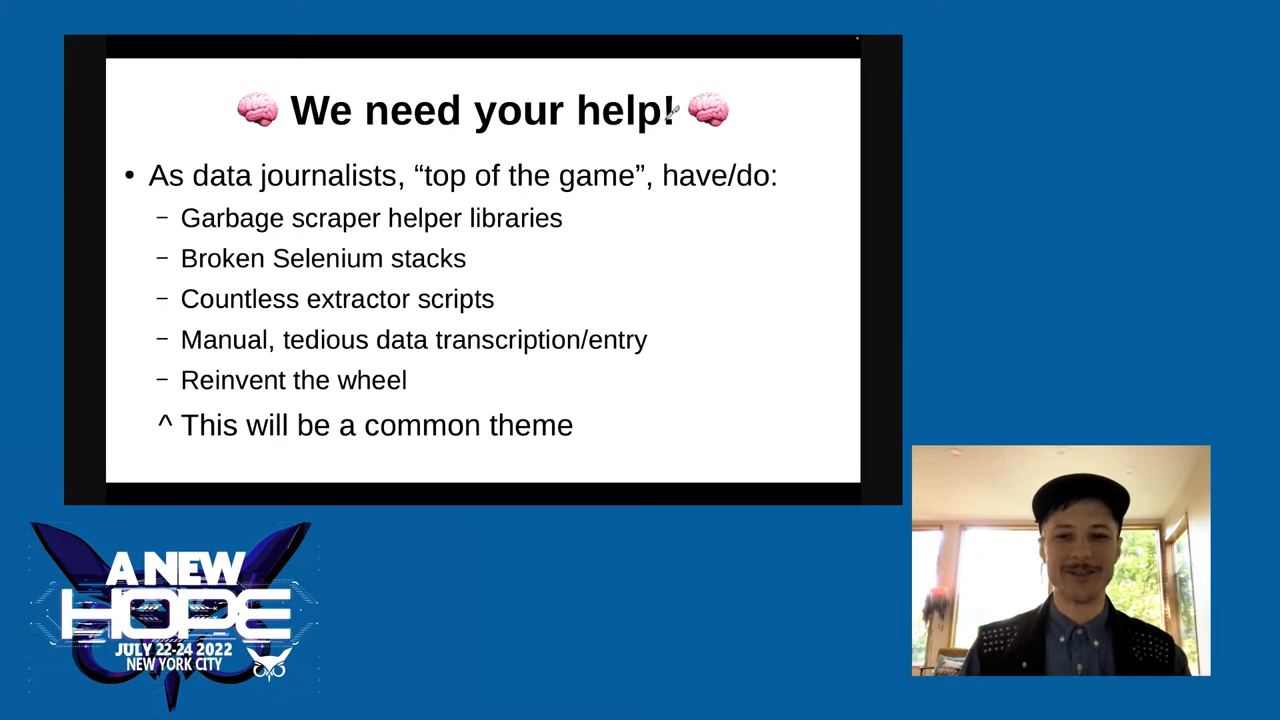 We need your help!
• As data journalists, “top of the game”, have/do:
– Garbage scraper helper libraries
– Broken Selenium stacks
– Countless extractor scripts
– Manual, tedious data transcription/entry
– Reinvent the wheel
^ This will be a common theme
A NEW
HOPE
JULY 22-24 2022
NEW YORK CITY